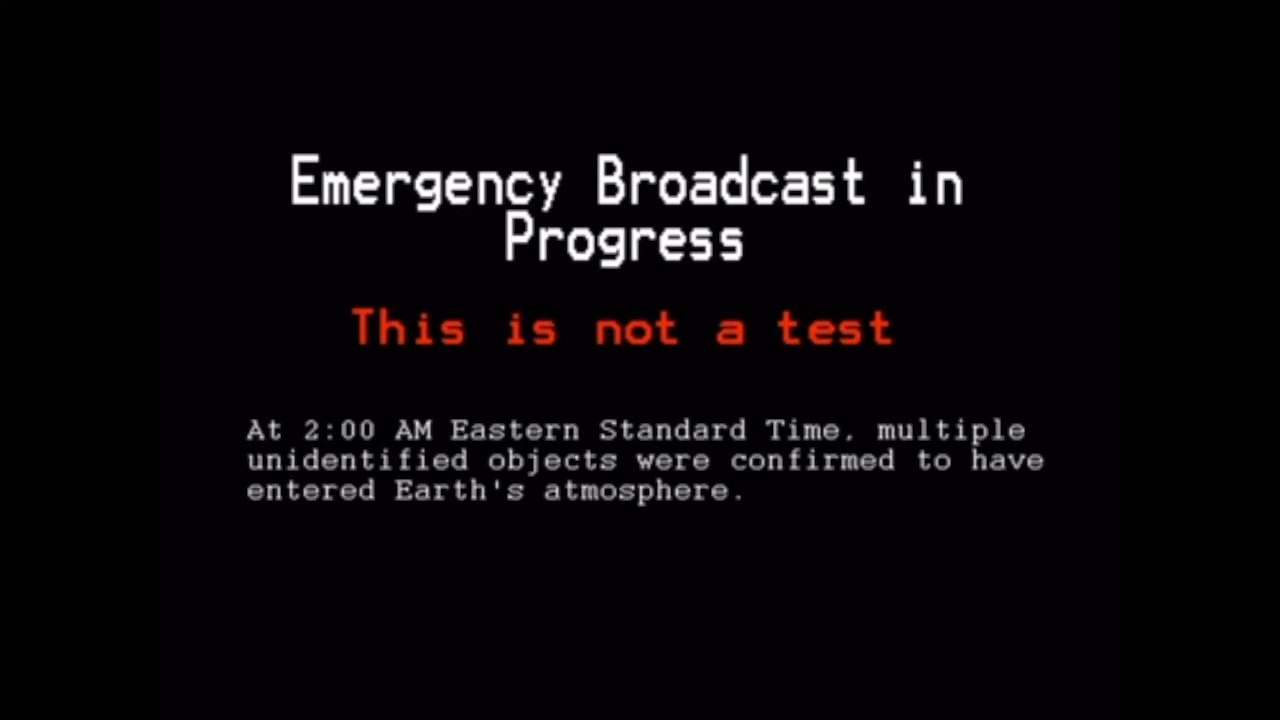 Emergency Broadcast in
Progress
This is not a test
At 2:00 AM Eastern Standard Time, multiple
unidentified objects were confirmed to have
entered Earth's atmosphere.